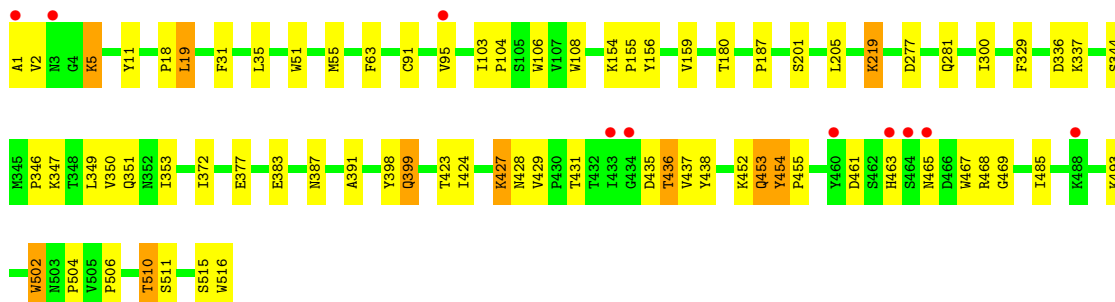 A1 V2 N3 G4 K5 Y11 P18 L19 F31 L35 W51 M55 F63 C91 V95 I103 P104 S105 W106 V107 W108 K154 P155 Y156 V159 T180 P187 S201 L205 K219 D277 Q281 I300 F329 D336 K337 S344
M345 P346 K347 T348 L349 V350 Q351 N352 I353 I372 E377 E383 N387 A391 Y398 Q399 T423 I424 K427 N428 V429 P430 T431 T432 I433 G434 D435 T436 V437 Y438 K452 Q453 Y454 P455 Y460 D461 S462 H463 S464 N465 D466 W467 R468 G469 I485 K488 K493
W502 N503 P504 V505 P506 T510 S511 S515 W516